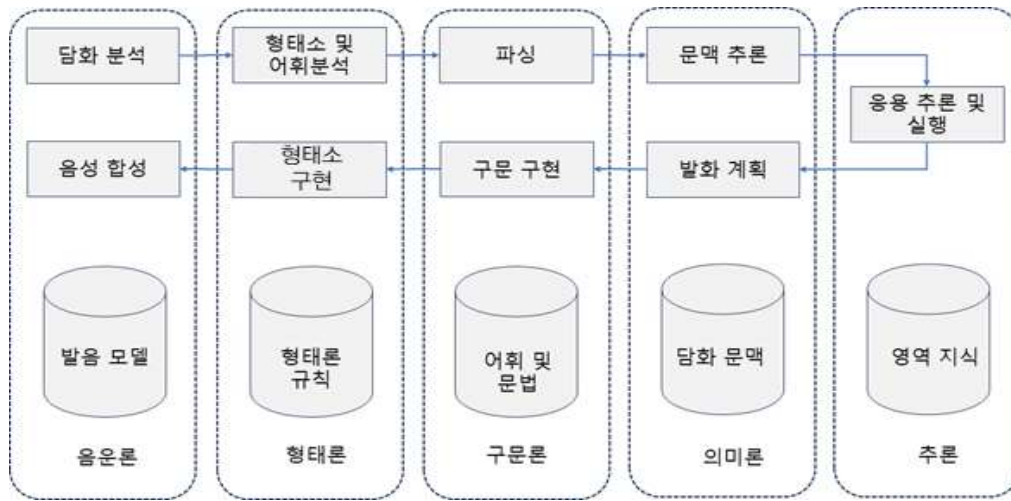 담화 분석
형태소 및
어휘분석
파싱
문맥 추론
응용 추론 및
실행
음성 합성
형태소
구현
구문 구현
발화 계획
발음 모델
형태론
규칙
어휘 및
문법
담화 문맥
영역 지식
음운론
형태론
구문론
의미론
추론